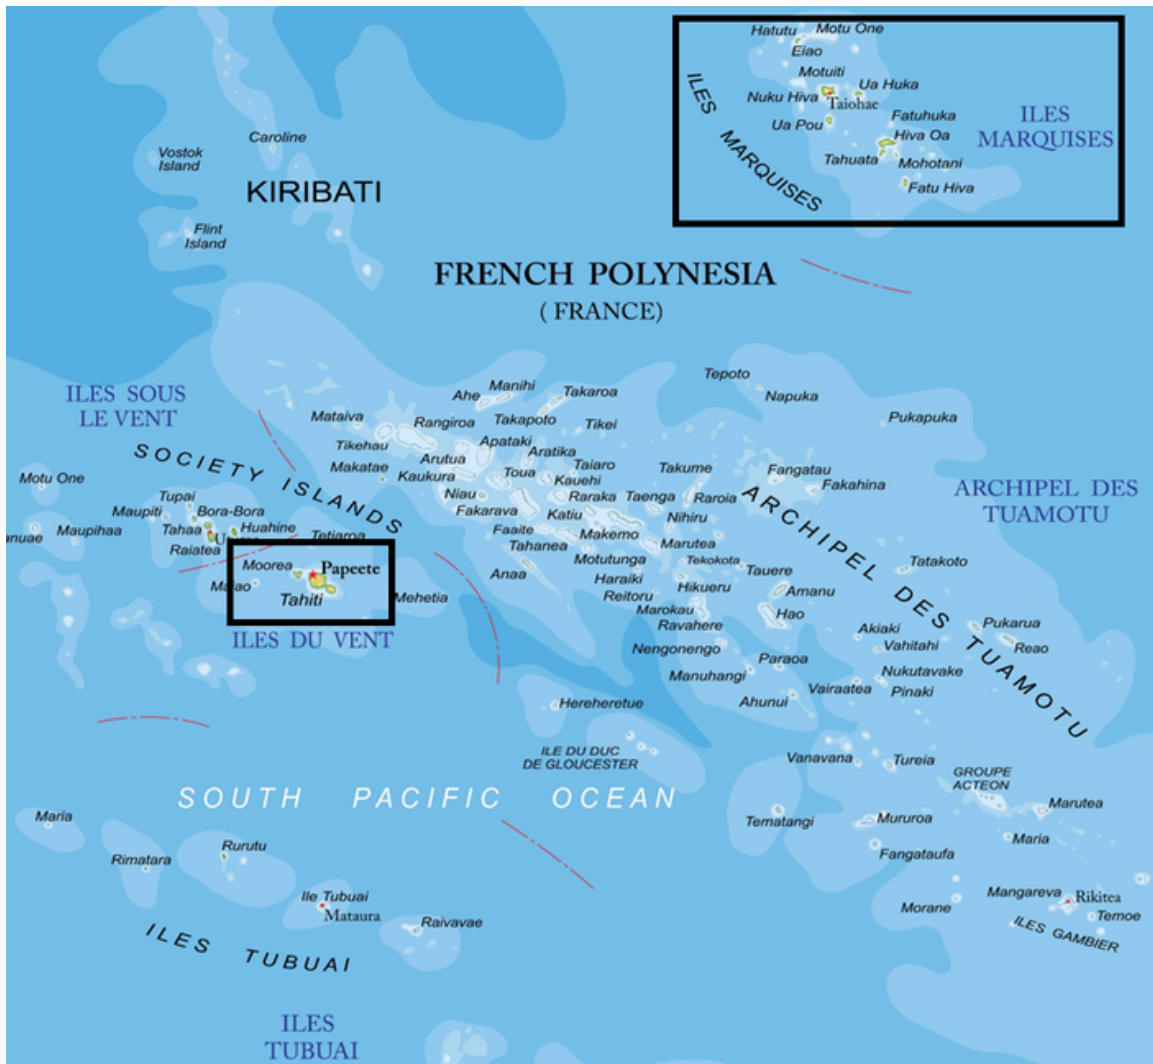 Hatutu
Motu One
Eiao
Motuiti
Ua Huka
Nuku Hiva
Taiohae
Ua Pou
Fatuhuka
Hiva Oa
Tahuata
Mohotani
Fatu Hiva
ILES MARQUISES
ILES
MARQUISES
Caroline
Vostok
Island
KIRIBATI
Flint
Island
FRENCH POLYNESIA
( FRANCE)
ILES SOUS
LE VENT
SOCIETY ISLANDS
Tepoto
Napuka
Pukapuka
Manihi
Ahe
Takaroa
Mataiva
Rangiroa
Takapoto
Tikei
Tikehau
Apataki
Arutua
Aratika
Makatae
Kaukura
Toua
Taiaro
Kauehi
Takume
Fangatau
Fakahina
Niau
Raraka
Taenga
Raroia
Fakarava
Katiu
Nihiru
Faaite
Makemo
Marutea
Tahanea
Motutunga
Tekokota
Tauere
Tatakoto
Anaa
Haraiki
Hikueru
Amanu
Reitoru
Marokau
Hao
Ravahere
Akiaki
Pukarua
Nengonengo
Vahitahi
Reao
Manuhangi
Paraoa
Nukutavake
Vairaatea
Pinaki
Ahunui
ARCHIPEL DES TUAMOTU
ARCHIPEL DES
TUAMOTU
Motu One
Tupai
Maupiti
Bora-Bora
Maupihaa
Tahaa
Huahine
Raiatea
Tetiaroa
Moorea
Papeete
Maiao
Tahiti
Mehetia
ILES DU VENT
Hereheretue
ILE DU DUC
DE GLOUCESTER
Vanavana
Tureia
GROUPE
ACTEON
SOUTH PACIFIC OCEAN
Tematangi
Mururoa
Marutea
Maria
Fangataufa
Morane
Mangareva
Rikitea
Temoe
ILES GAMBIER
Maria
Rimatara
Rurutu
Ile Tubuai
Mataura
Raivavae
ILES TUBUAI
ILES
TUBUAI